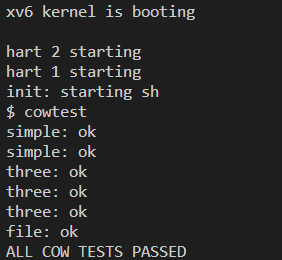 xv6 kernel is booting
hart 2 starting
hart 1 starting
init: starting sh
$ cowtest
simple: ok
simple: ok
three: ok
three: ok
three: ok
file: ok
ALL COW TESTS PASSED